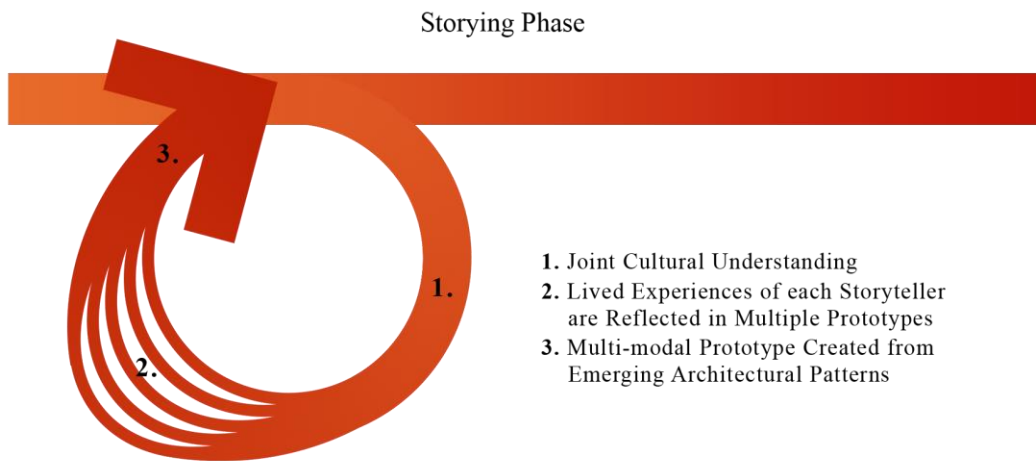 Storying Phase
3.
1.
2.
1. Joint Cultural Understanding
2. Lived Experiences of each Storyteller
are Reflected in Multiple Prototypes
3. Multi-modal Prototype Created from
Emerging Architectural Patterns